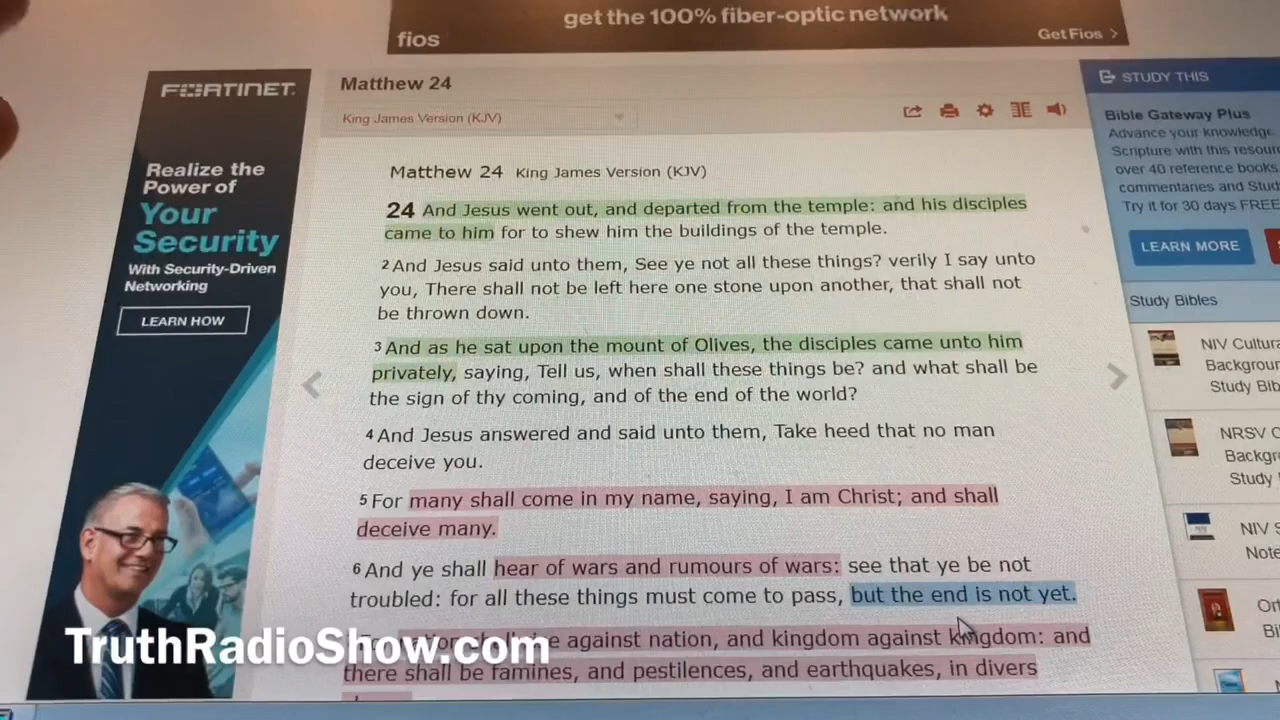 get the 100% fiber-optic network
fios
Get Fios >
FORTINET
Realize the
Power of
Your
Security
With Security-Driven
Networking
LEARN HOW
Matthew 24
King James Version (KJV)
Matthew 24 King James Version (KJV)
24 And Jesus went out, and departed from the temple: and his disciples
came to him for to shew him the buildings of the temple.
2 And Jesus said unto them, See ye not all these things? verily I say unto
you, There shall not be left here one stone upon another, that shall not
be thrown down.
3 And as he sat upon the mount of Olives, the disciples came unto him
privately, saying, Tell us, when shall these things be? and what shall be
the sign of thy coming, and of the end of the world?
4 And Jesus answered and said unto them, Take heed that no man
deceive you.
5 For many shall come in my name, saying, I am Christ; and shall
deceive many.
6 And ye shall hear of wars and rumours of wars: see that ye be not
troubled: for all these things must come to pass, but the end is not yet.
against nation, and kingdom against kingdom: and
there shall be famines, and pestilences, and earthquakes, in divers
TruthRadioShow.com
STUDY THIS
Bible Gateway Plus
Advance your knowledge
Scripture with this resour
over 40 reference books
commentaries and Stud
Try it for 30 days FREE
LEARN MORE
Study Bibles
NIV Cultura
Backgroun
Study Bib
NRSV C
Backgr
Study
NIV S
Note
Bi